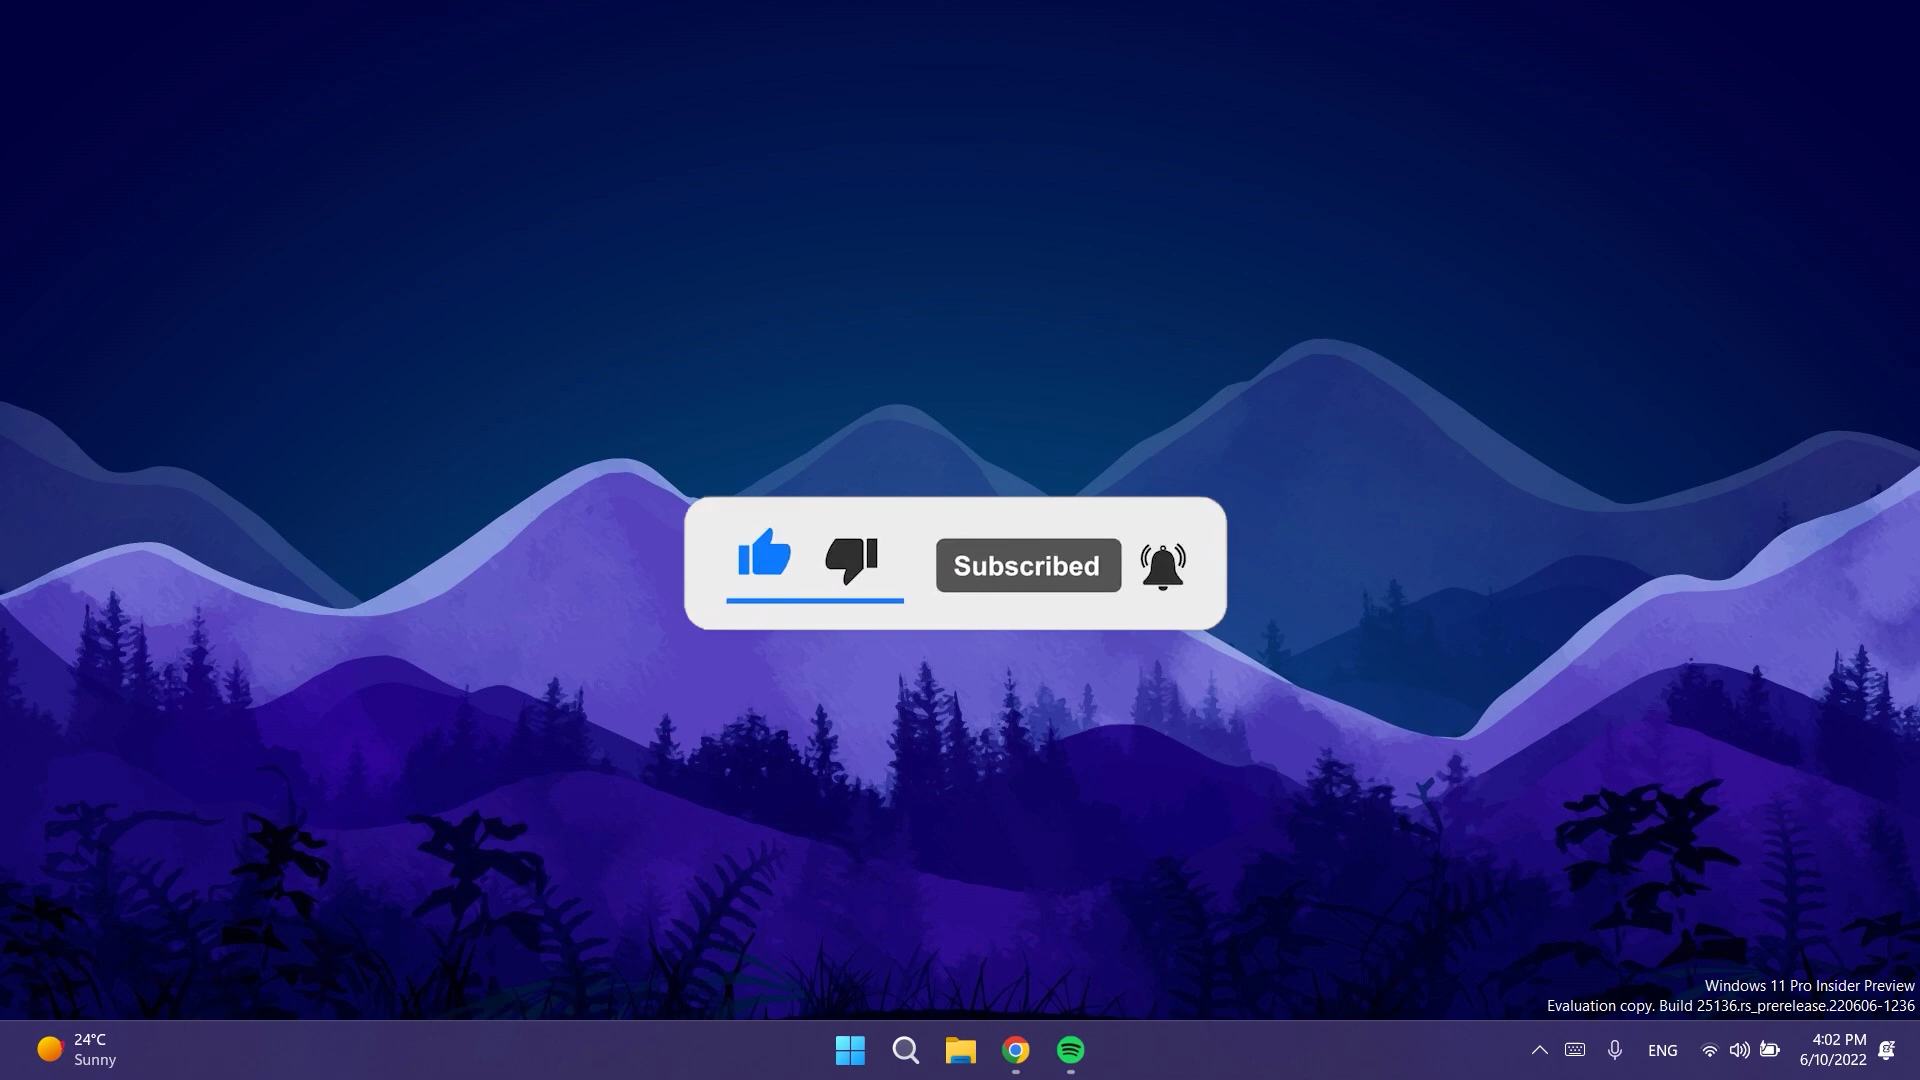 Subscribed
Windows 11 Pro Insider Preview
Evaluation copy. Build 25136.rs_prerelease.220606-1236
24°C
Sunny
ENG
4:02 PM
6/10/2022